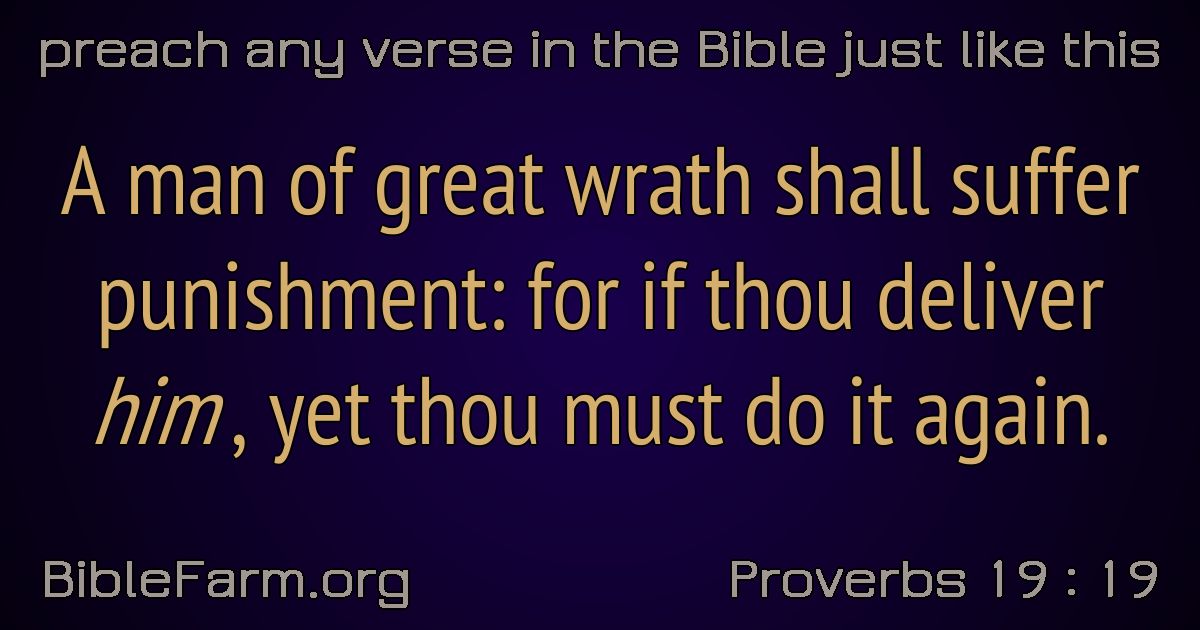 preach any verse in the Bible just like this
A man of great wrath shall suffer
punishment: for if thou deliver
him, yet thou must do it again.
BibleFarm.org
Proverbs 19 : 19